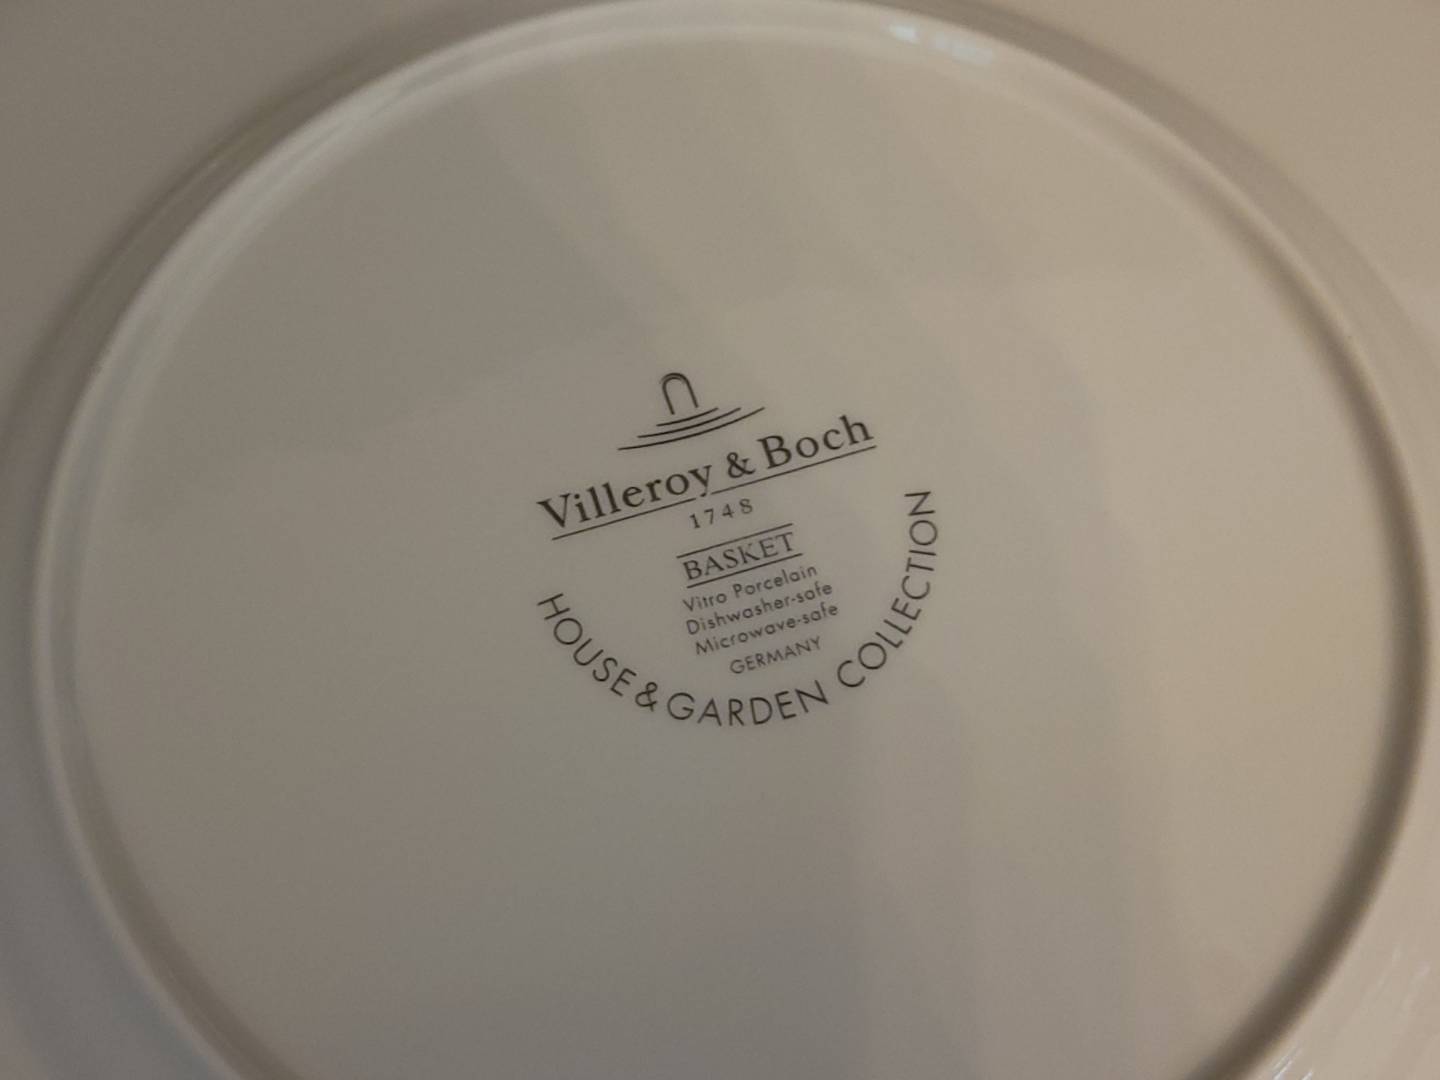 Villeroy & Boch
1748
BASKET
Vitro Porcelain
Dishwasher-safe
Microwave-safe
GERMANY
HOUSE & GARDEN COLLECTION